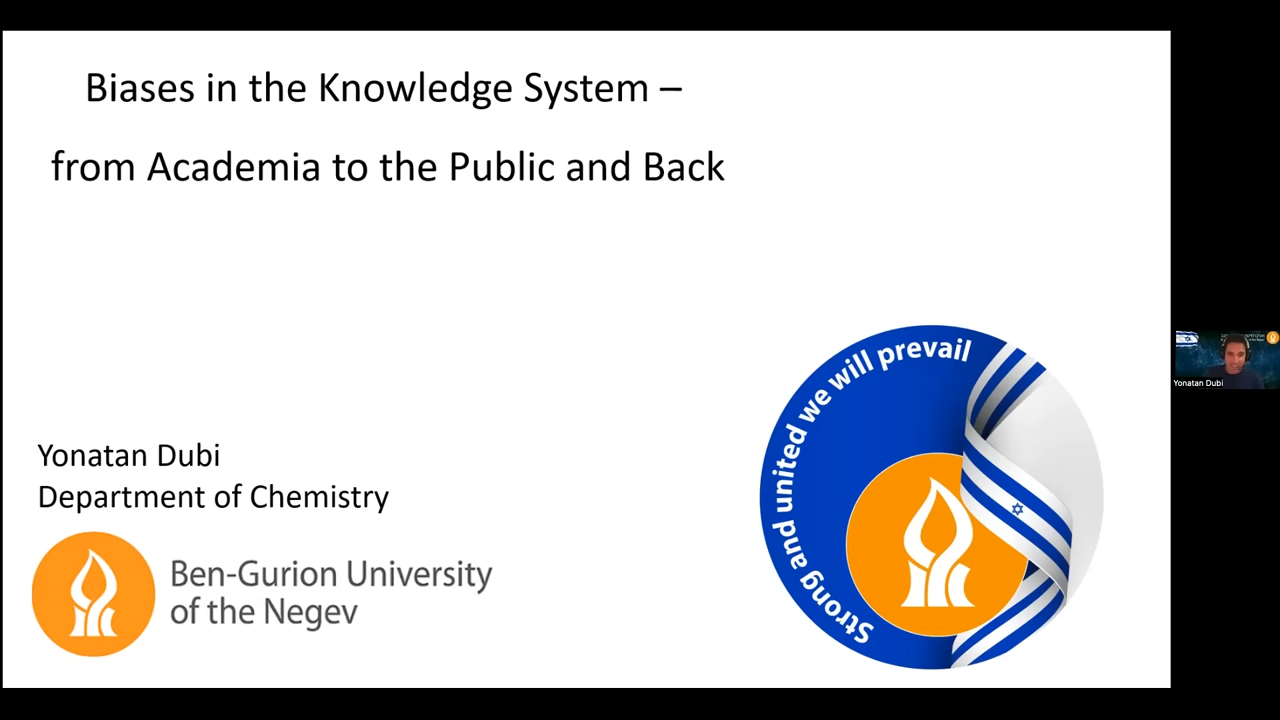 Biases in the Knowledge System –
from Academia to the Public and Back
Strong and united we will prevail
Yonatan Dubi
Department of Chemistry
Ben-Gurion University
of the Negev
Yonatan Dubi